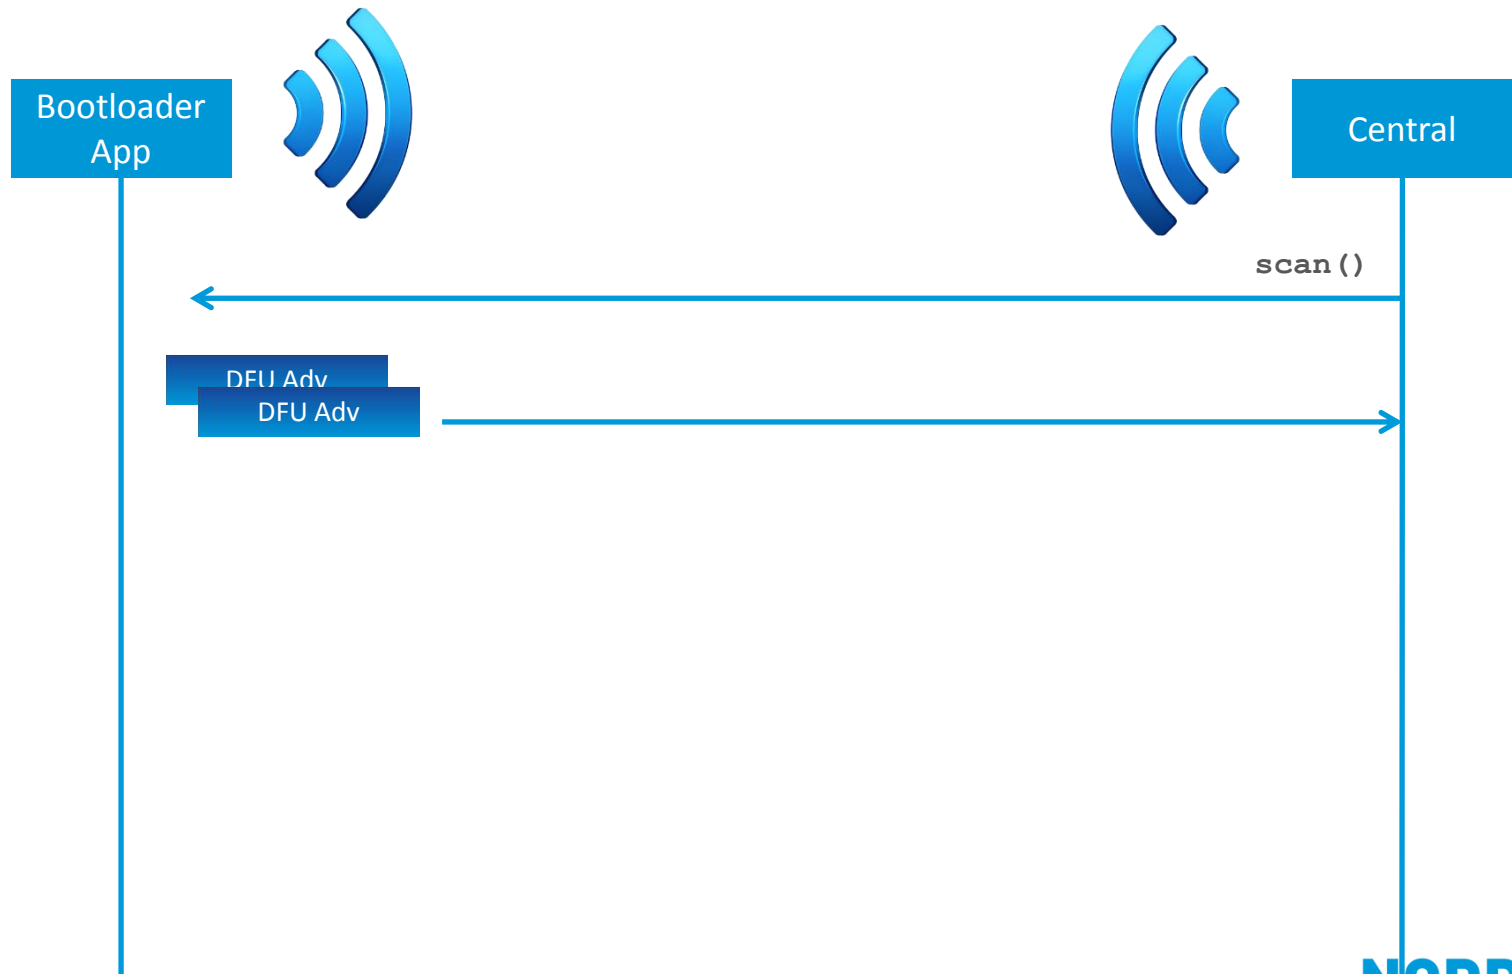 Bootloader
App
Central
scan()
DFU Adv
DFU Adv